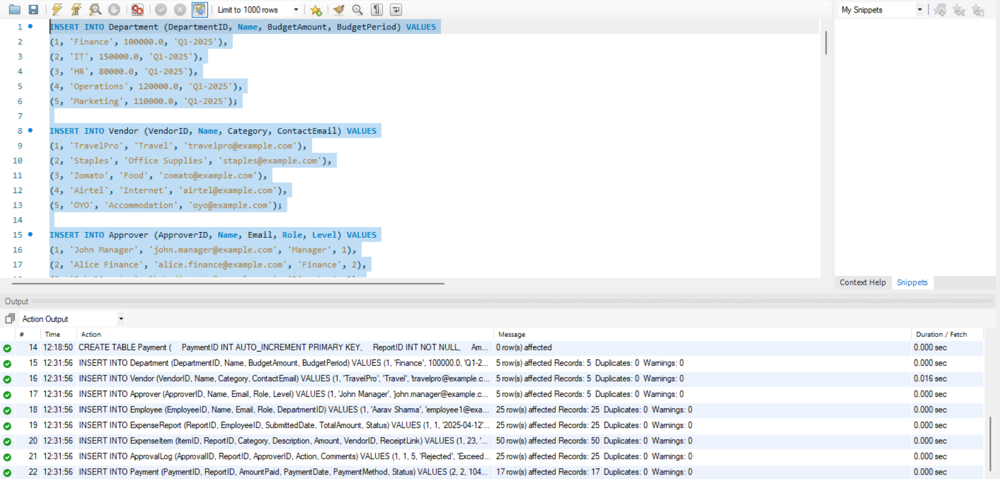 Limit to 1000 rows
My Snippets
1 INSERT INTO Department (DepartmentID, Name, BudgetAmount, BudgetPeriod) VALUES
2 (1, 'Finance', 100000.0, 'Q1-2025'),
3 (2, 'IT', 150000.0, 'Q1-2025'),
4 (3, 'HR', 80000.0, 'Q1-2025'),
5 (4, 'Operations', 120000.0, 'Q1-2025'),
6 (5, 'Marketing', 110000.0, 'Q1-2025');
7
8 INSERT INTO Vendor (VendorID, Name, Category, ContactEmail) VALUES
9 (1, 'TravelPro', 'Travel', 'travelpro@example.com'),
10 (2, 'Staples', 'Office Supplies', 'staples@example.com'),
11 (3, 'Zomato', 'Food', 'zomato@example.com'),
12 (4, 'Airtel', 'Internet', 'airtel@example.com'),
13 (5, 'OYO', 'Accommodation', 'oyo@example.com');
14
15 INSERT INTO Approver (ApproverID, Name, Email, Role, Level) VALUES
16 (1, 'John Manager', 'john.manager@example.com', 'Manager', 1),
17 (2, 'Alice Finance', 'alice.finance@example.com', 'Finance', 2),
Context Help Snippets
Output
Action Output
# Time Action Message Duration / Fetch
14 12:18:50 CREATE TABLE Payment ( PaymentID INT AUTO_INCREMENT PRIMARY KEY, ReportID INT NOT NULL, Am... 0 row(s) affected 0.000 sec
15 12:31:56 INSERT INTO Department (DepartmentID, Name, BudgetAmount, BudgetPeriod) VALUES (1, 'Finance', 100000.0, 'Q1-2... 5 row(s) affected Records: 5 Duplicates: 0 Warnings: 0 0.000 sec
16 12:31:56 INSERT INTO Vendor (VendorID, Name, Category, ContactEmail) VALUES (1, 'TravelPro', 'Travel', 'travelpro@example.c... 5 row(s) affected Records: 5 Duplicates: 0 Warnings: 0 0.016 sec
17 12:31:56 INSERT INTO Approver (ApproverID, Name, Email, Role, Level) VALUES (1, 'John Manager', 'john.manager@example.c... 5 row(s) affected Records: 5 Duplicates: 0 Warnings: 0 0.000 sec
18 12:31:56 INSERT INTO Employee (EmployeeID, Name, Email, Role, DepartmentID) VALUES (1, 'Aarav Sharma', 'employee1@exa... 25 row(s) affected Records: 25 Duplicates: 0 Warnings: 0 0.000 sec
19 12:31:56 INSERT INTO ExpenseReport (ReportID, EmployeeID, SubmittedDate, TotalAmount, Status) VALUES (1, 1, '2025-04-12'... 25 row(s) affected Records: 25 Duplicates: 0 Warnings: 0 0.000 sec
20 12:31:56 INSERT INTO ExpenseItem (ItemID, ReportID, Category, Description, Amount, VendorID, ReceiptLink) VALUES (1, 23, '... 50 row(s) affected Records: 50 Duplicates: 0 Warnings: 0 0.000 sec
21 12:31:56 INSERT INTO ApprovalLog (ApprovalID, ReportID, ApproverID, Action, Comments) VALUES (1, 1, 5, 'Rejected', 'Exceed... 25 row(s) affected Records: 25 Duplicates: 0 Warnings: 0 0.000 sec
22 12:31:56 INSERT INTO Payment (PaymentID, ReportID, AmountPaid, PaymentDate, PaymentMethod, Status) VALUES (2, 2, 104... 17 row(s) affected Records: 17 Duplicates: 0 Warnings: 0 0.000 sec